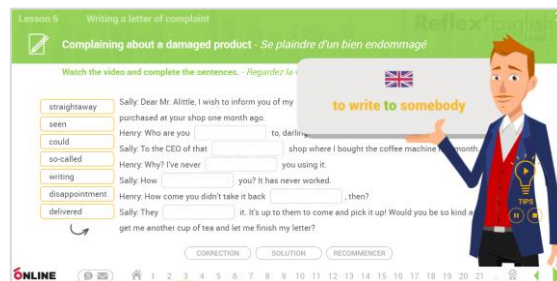 Lesson 6 Writing a letter of complaint
Reflex'English
Complaining about a damaged product - Se plaindre d'un bien endommagé
Watch the video and complete the sentences. - Regardez la
to write to somebody
straightaway
seen
could
so-called
writing
disappointment
delivered
Sally: Dear Mr. Alittle, I wish to inform you of my
purchased at your shop one month ago.
Henry: Who are you to, darling
Sally: To the CEO of that shop where I bought the coffee machine month.
Henry: Why? I've never you using it.
Sally: How you? It has never worked.
Henry: How come you didn't take it back , then?
Sally: They it. It's up to them to come and pick it up! Would you be so kind a
get me another cup of tea and let me finish my letter?
TIPS
CORRECTION SOLUTION RECOMMENCER
ONLINE 1 2 3 4 5 6 7 8 9 10 11 12 13 14 15 16 17 18 19 20 21 ...